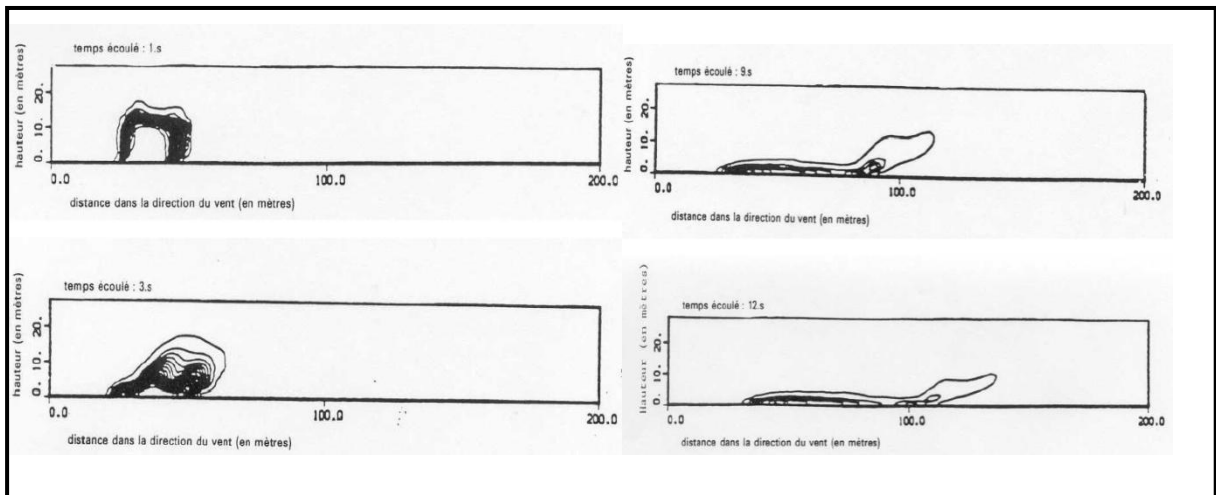 temps écoulé : 1.s
hauteur (en mètres)
20.
10.
0.
0.0
100.0
200.0
distance dans la direction du vent (en mètres)
temps écoulé : 3.s
hauteur (en mètres)
20.
10.
0.
0.0
100.0
200.0
distance dans la direction du vent (en mètres)
temps écoulé : 9.s
hauteur (en mètres)
20.
10.
0.
0.0
100.0
200.0
distance dans la direction du vent (en mètres)
temps écoulé : 12.s
Hauteur (en mètres)
20.
10.
0.
0.0
100.0
200.0
distance dans la direction du vent (en mètres)